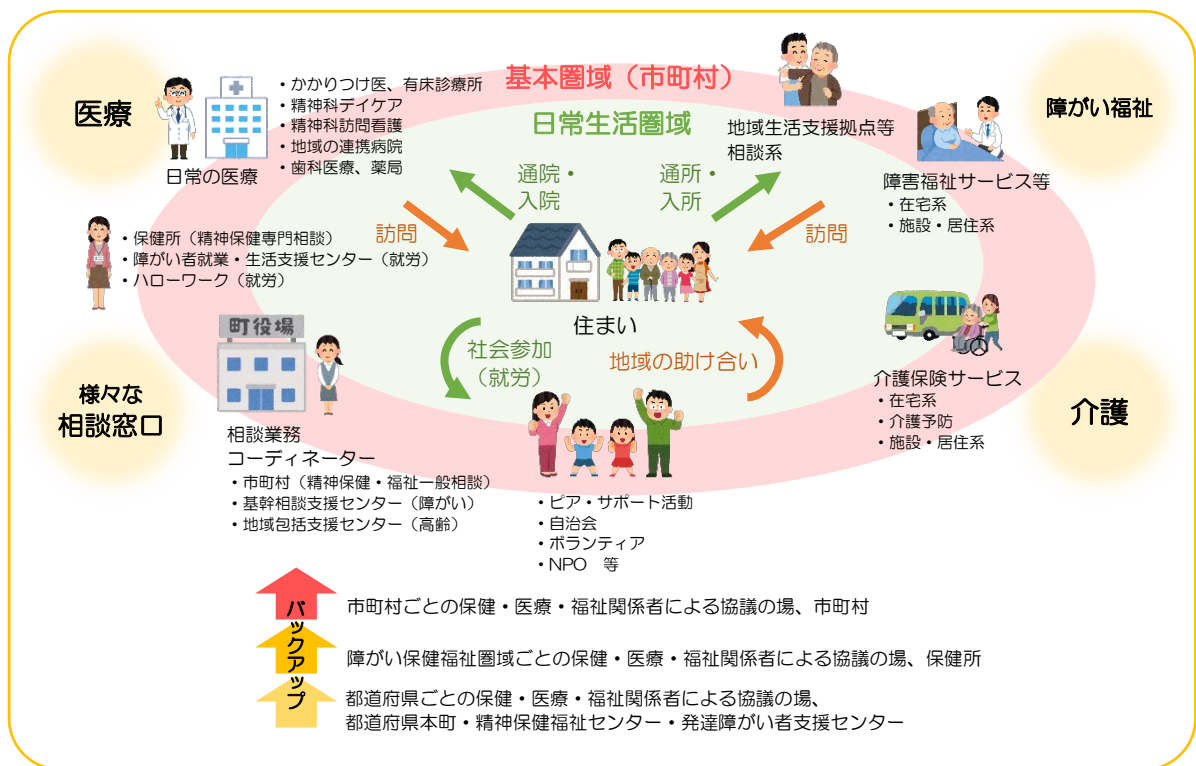 基本圏域（市町村）
日常生活圏域
医療
・かかりつけ医、有床診療所
・精神科デイケア
・精神科訪問看護
・地域の連携病院
・歯科医療、薬局
日常の医療
通院・
入院
訪問
通所・
入所
訪問
地域生活支援拠点等
相談系
障がい福祉
障害福祉サービス等
・在宅系
・施設・居住系
・保健所（精神保健専門相談）
・障がい者就業・生活支援センター（就労）
・ハローワーク（就労）
住まい
社会参加
（就労）
地域の助け合い
町役場
様々な
相談窓口
相談業務
コーディネーター
・市町村（精神保健・福祉一般相談）
・基幹相談支援センター（障がい）
・地域包括支援センター（高齢）
介護保険サービス
・在宅系
・介護予防
・施設・居住系
介護
・ピア・サポート活動
・自治会
・ボランティア
・NPO　等
バックアップ
市町村ごとの保健・医療・福祉関係者による協議の場、市町村
障がい保健福祉圏域ごとの保健・医療・福祉関係者による協議の場、保健所
都道府県ごとの保健・医療・福祉関係者による協議の場、
都道府県本町・精神保健福祉センター・発達障がい者支援センター